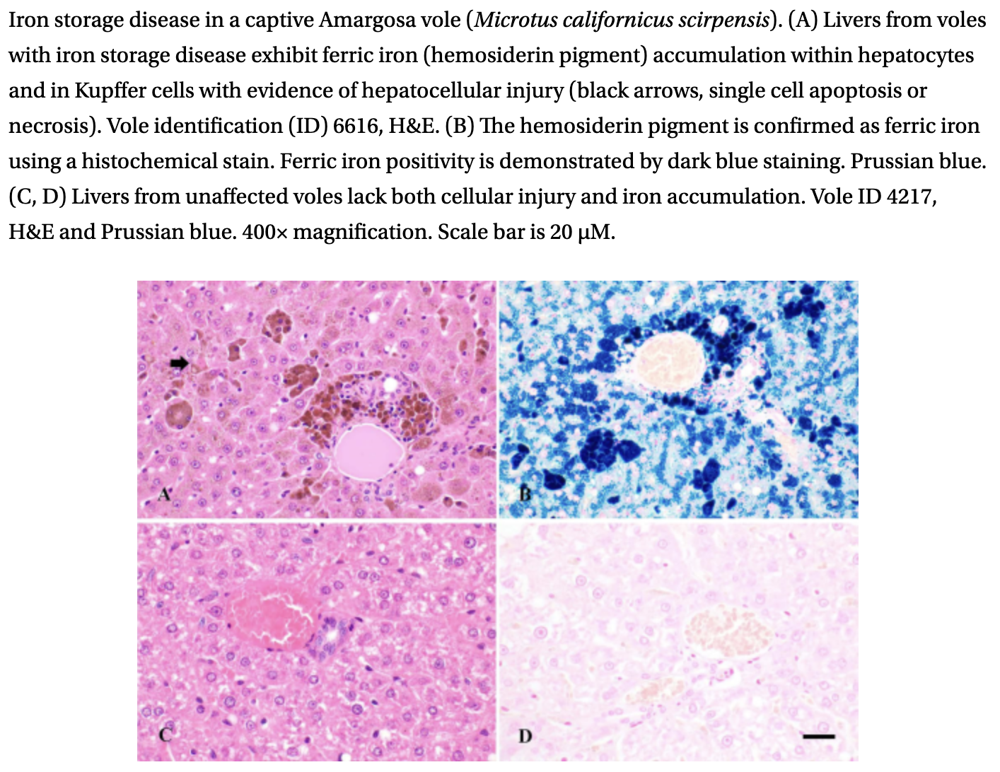 Iron storage disease in a captive Amargosa vole (Microtus californicus scirpensis). (A) Livers from voles
with iron storage disease exhibit ferric iron (hemosiderin pigment) accumulation within hepatocytes
and in Kupffer cells with evidence of hepatocellular injury (black arrows, single cell apoptosis or
necrosis). Vole identification (ID) 6616, H&E. (B) The hemosiderin pigment is confirmed as ferric iron
using a histochemical stain. Ferric iron positivity is demonstrated by dark blue staining. Prussian blue.
(C, D) Livers from unaffected voles lack both cellular injury and iron accumulation. Vole ID 4217,
H&E and Prussian blue. 400× magnification. Scale bar is 20 μM.
A
B
C
D